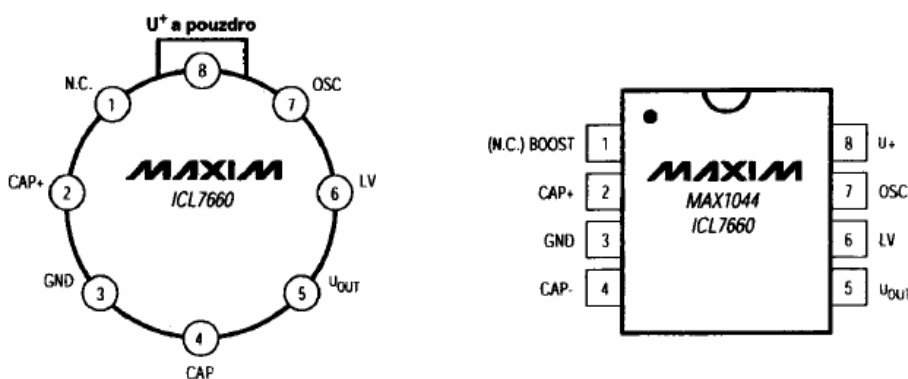 U+ a pouzdro
8
N.C.
1
OSC
7
MAXIM
ICL7660
CAP+
2
6
LV
GND
3
5
UOUT
4
CAP
(N.C.) BOOST
1
8
U+
CAP+
2
MAXIM
MAX1044
ICL7660
7
OSC
GND
3
6
LV
CAP-
4
5
UOUT